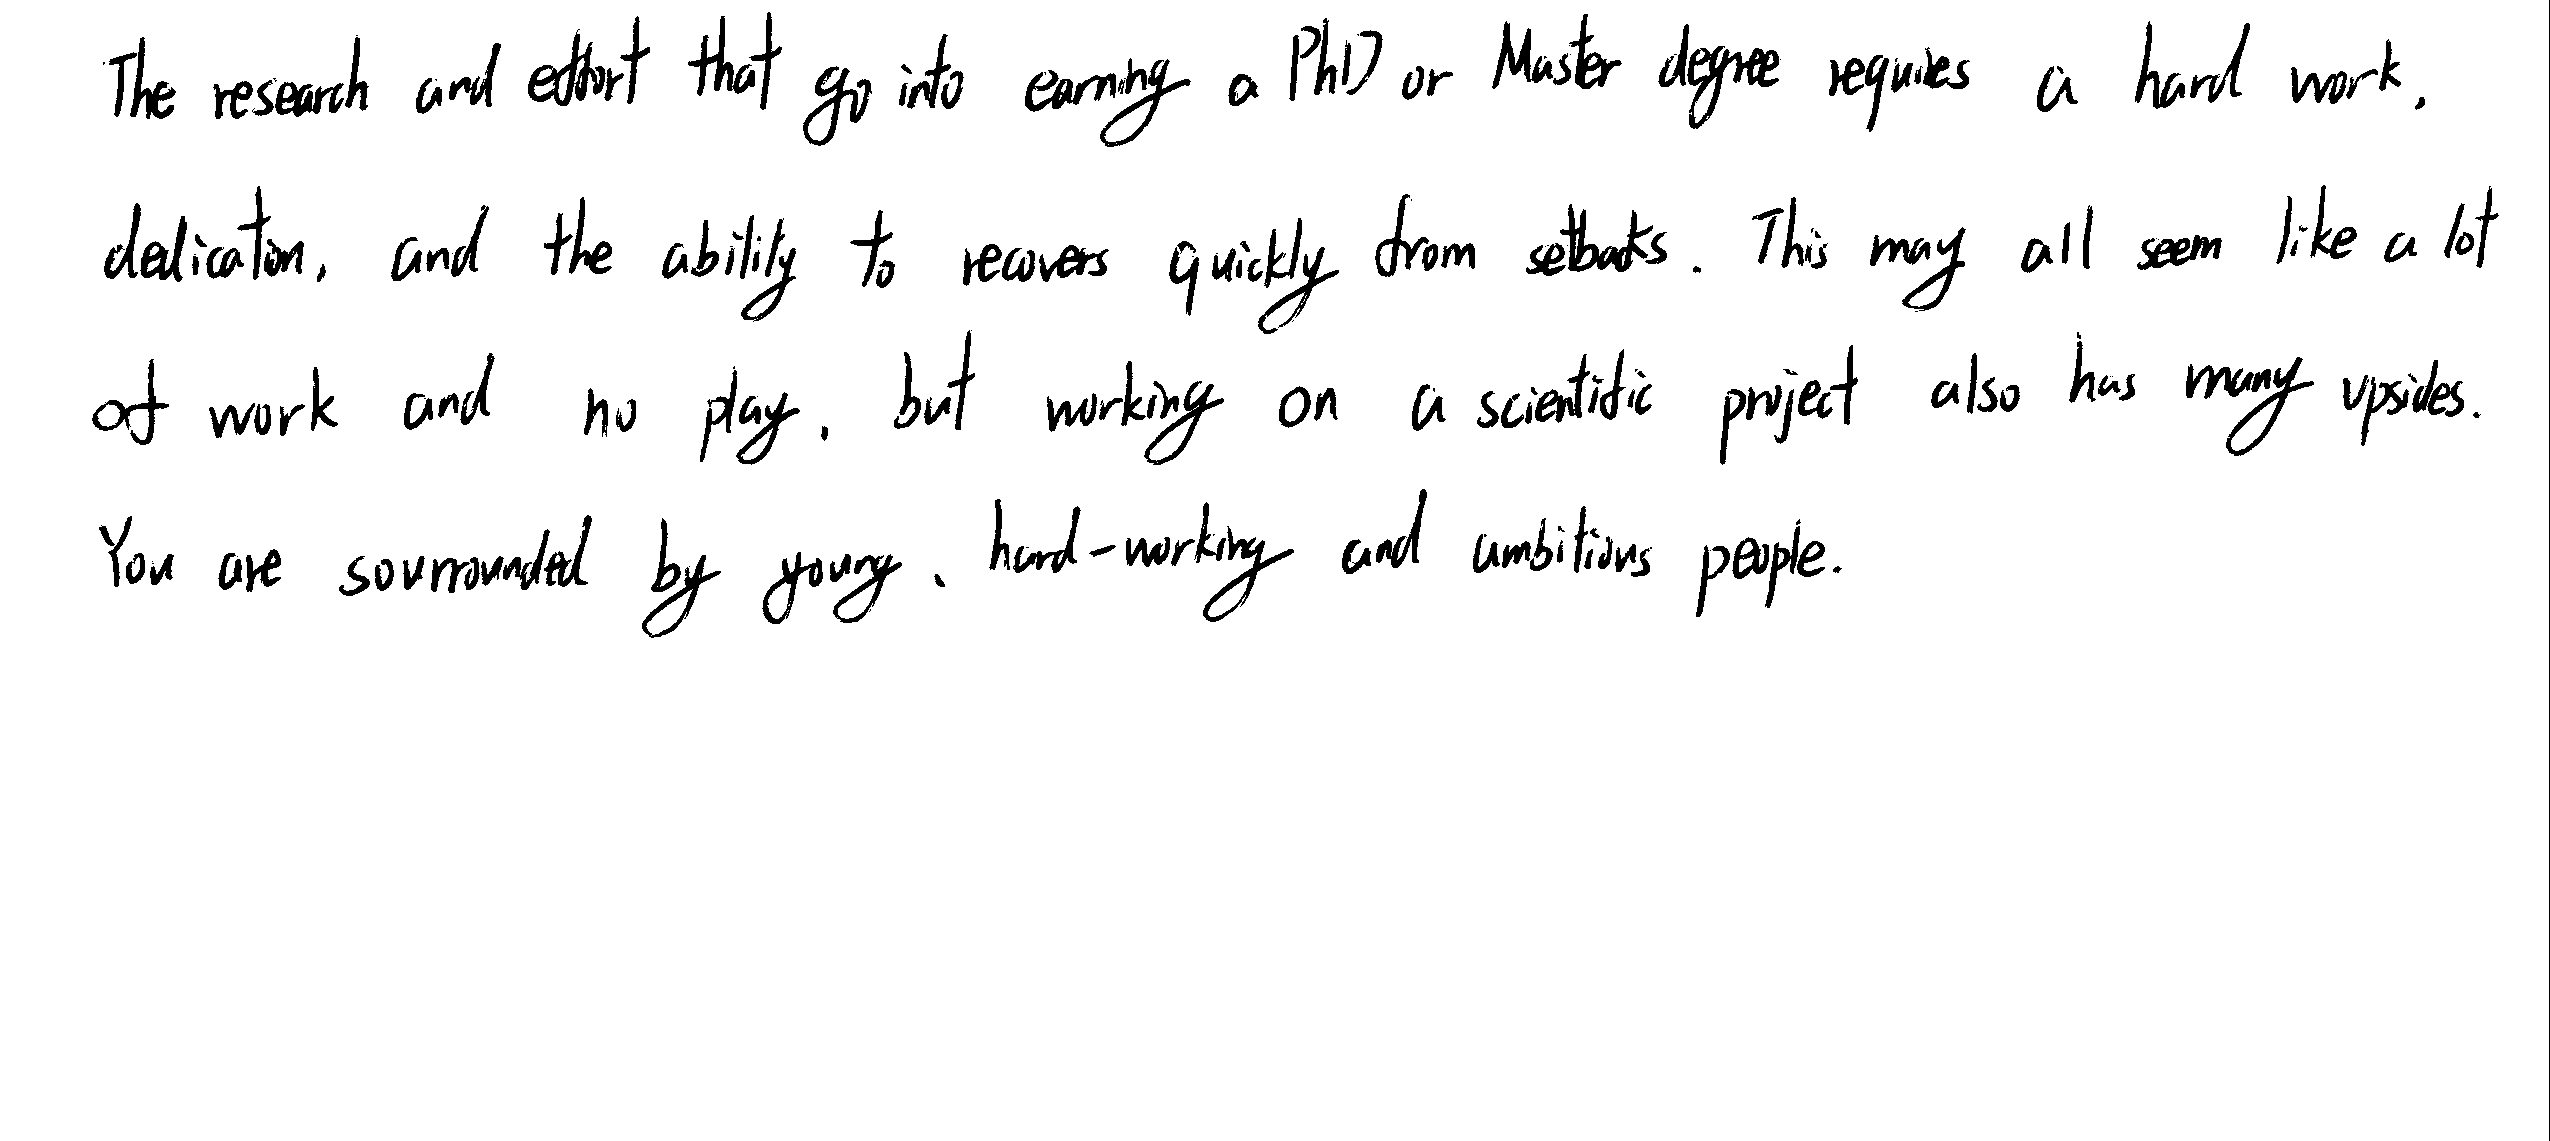 The research and effort that go into earning a PhD or Master degree requires a hard work,
dedication, and the ability to recovers quickly from setbacks. This may all seem like a lot
of work and no play, but working on a scientific project also has many upsides.
You are sourrounded by young, hard-working and ambitious people.